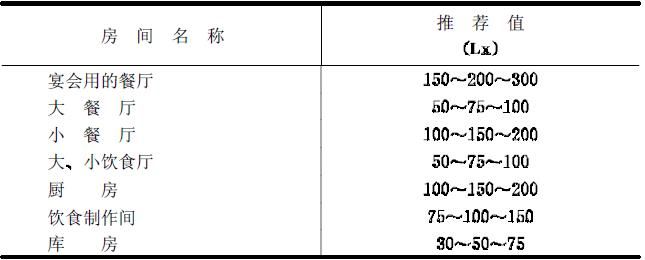 房 间 名 称 推 荐 值
(Lx)
宴会用的餐厅 150～200～300
大 餐 厅 50～75～100
小 餐 厅 100～150～200
大、小饮食厅 50～75～100
厨 房 100～150～200
饮食制作间 75～100～150
库 房 30～50～75